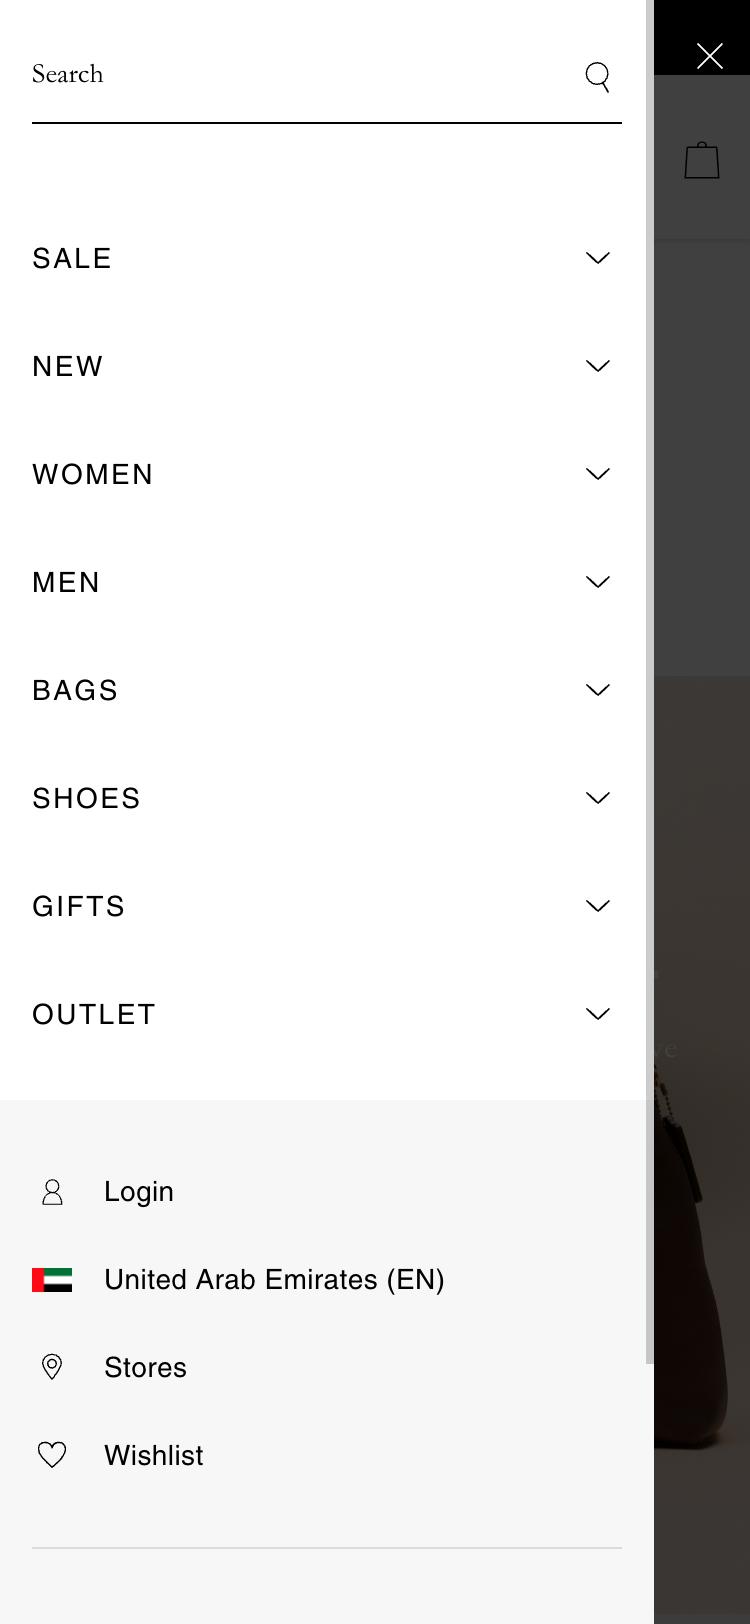 Search
SALE
NEW
WOMEN
MEN
BAGS
SHOES
GIFTS
OUTLET
Login
United Arab Emirates (EN)
Stores
Wishlist